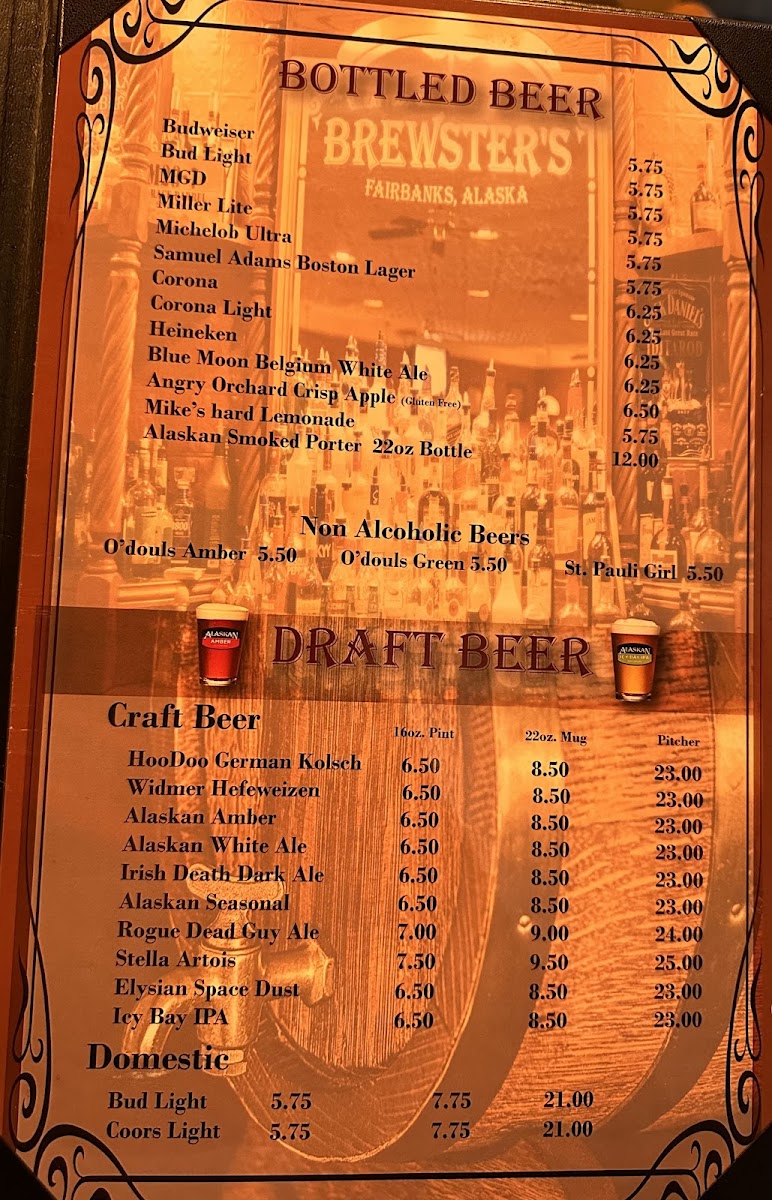 BOTTLED BEER
BREWSTER'S
FAIRBANKS, ALASKA
Budweiser 5.75
Bud Light 5.75
MGD 5.75
Miller Lite 5.75
Michelob Ultra 5.75
Samuel Adams Boston Lager 5.75
Corona 6.25
Corona Light 6.25
Heineken 6.25
Blue Moon Belgium White Ale 6.25
Angry Orchard Crisp Apple (Gluten Free) 6.50
Mike's hard Lemonade 5.75
Alaskan Smoked Porter 22oz Bottle 12.00
DANIEL'S
Non Alcoholic Beers
O'douls Amber 5.50 O'douls Green 5.50 St. Pauli Girl 5.50
ALASKAN
AMBER
DRAFT BEER
ALASKAN
Craft Beer 16oz. Pint 22oz. Mug Pitcher
HooDoo German Kolsch 6.50 8.50 23.00
Widmer Hefeweizen 6.50 8.50 23.00
Alaskan Amber 6.50 8.50 23.00
Alaskan White Ale 6.50 8.50 23.00
Irish Death Dark Ale 6.50 8.50 23.00
Alaskan Seasonal 6.50 8.50 23.00
Rogue Dead Guy Ale 7.00 9.00 24.00
Stella Artois 7.50 9.50 25.00
Elysian Space Dust 6.50 8.50 23.00
Icy Bay IPA 6.50 8.50 23.00
Domestic
Bud Light 5.75 7.75 21.00
Coors Light 5.75 7.75 21.00